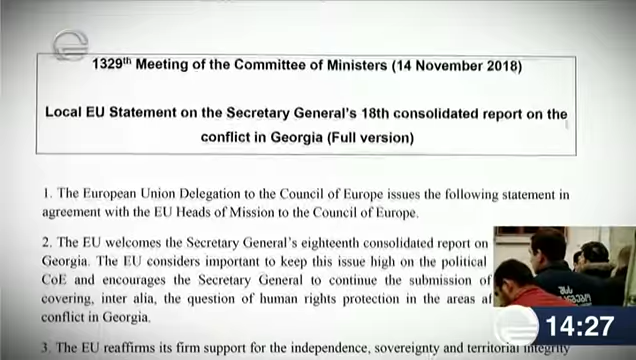 1329th Meeting of the Committee of Ministers (14 November 2018)
Local EU Statement on the Secretary General's 18th consolidated report on the
conflict in Georgia (Full version)
1. The European Union Delegation to the Council of Europe issues the following statement in
agreement with the EU Heads of Mission to the Council of Europe.
2. The EU welcomes the Secretary General's eighteenth consolidated report on
Georgia. The EU considers important to keep this issue high on the political
CoE and encourages the Secretary General to continue the submission of
covering, inter alia, the question of human rights protection in the areas af
conflict in Georgia.
3. The EU reaffirms its firm support for the independence, sovereignty and territorial integrity
14:27